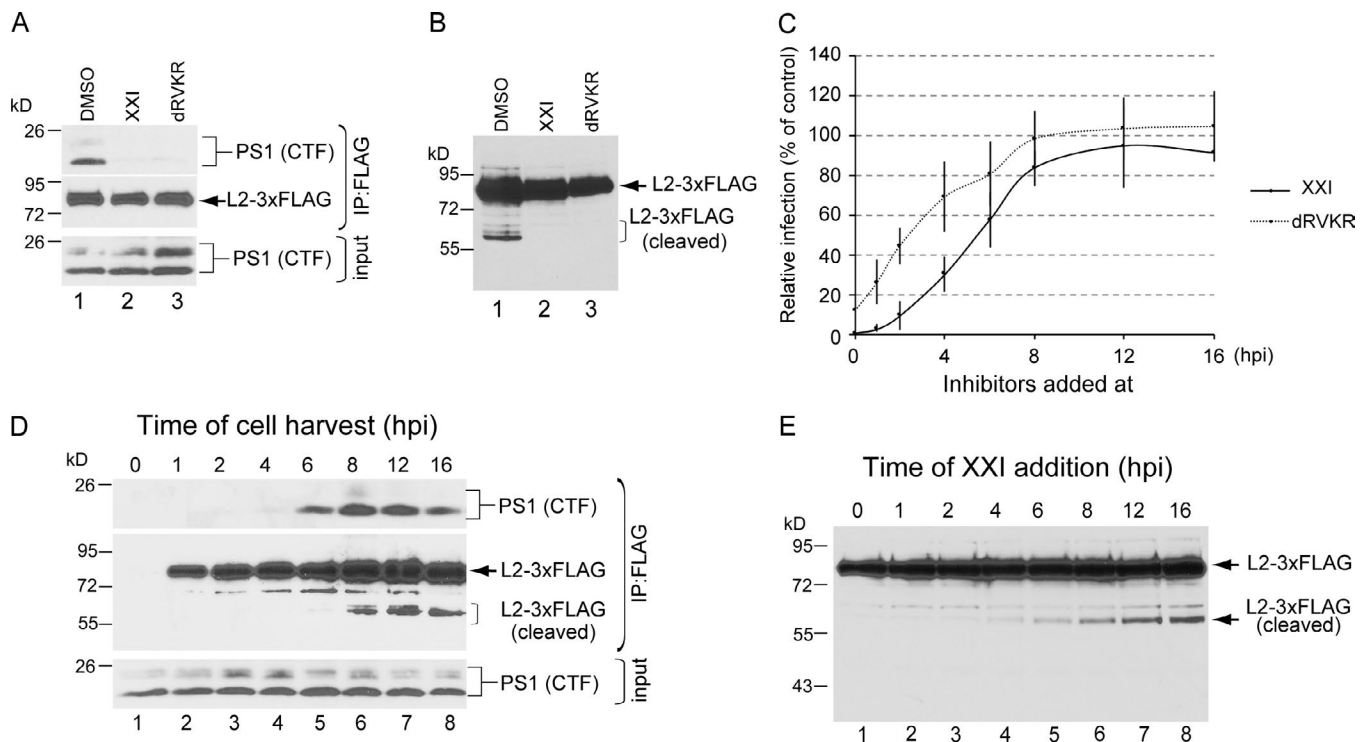 A
kD
DMSO
XXI
dRVKR
26
PS1 (CTF)
95
L2-3xFLAG
72
26
PS1 (CTF)
IP:FLAG
input
1 2 3
B
kD
DMSO
XXI
dRVKR
95
L2-3xFLAG
72
L2-3xFLAG
(cleaved)
55
1 2 3
C
Relative infection (% of control)
140
120
100
80
60
40
20
0
0 4 8 12 16 (hpi)
Inhibitors added at
XXI
dRVKR
D
Time of cell harvest (hpi)
kD
0 1 2 4 6 8 12 16
26
PS1 (CTF)
95
L2-3xFLAG
72
L2-3xFLAG
(cleaved)
55
26
PS1 (CTF)
IP:FLAG
input
1 2 3 4 5 6 7 8
E
Time of XXI addition (hpi)
0 1 2 4 6 8 12 16
kD
95
L2-3xFLAG
72
L2-3xFLAG
(cleaved)
55
43
1 2 3 4 5 6 7 8